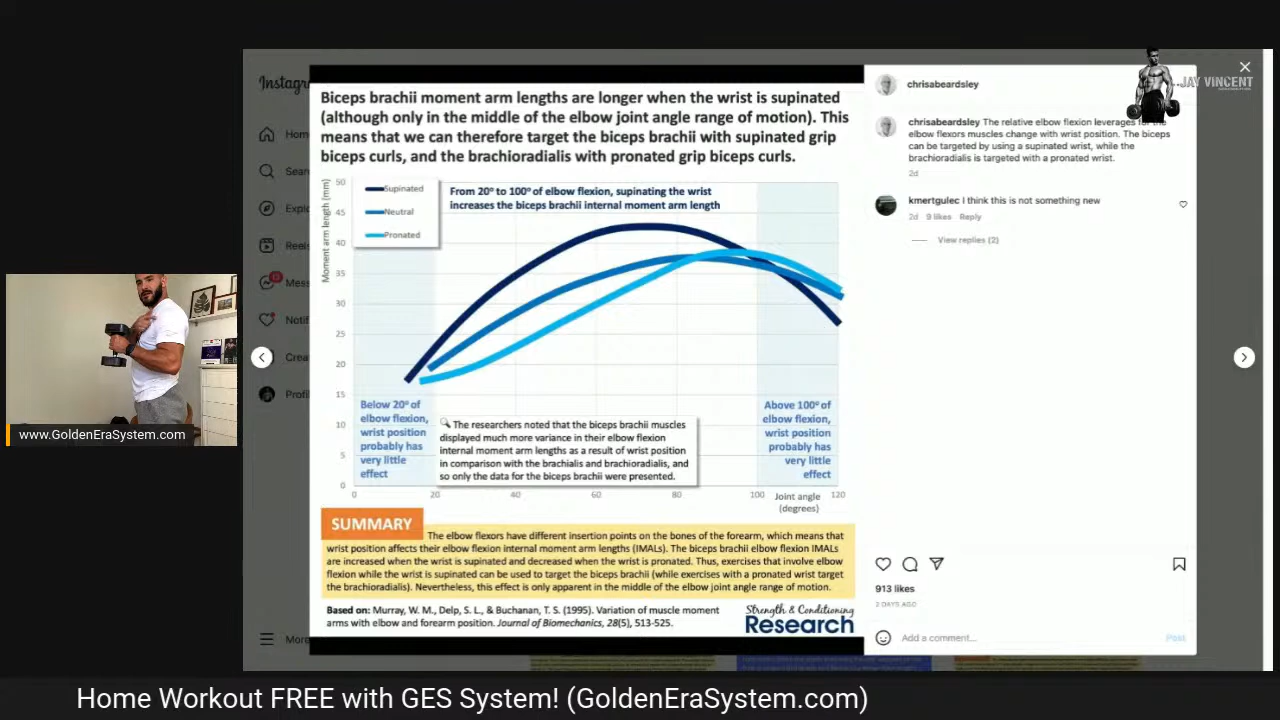 Instagr
Home
Sear
Explo
Reels
Mess
Notif
Crea
Profil
More
www.GoldenEraSystem.com
Biceps brachii moment arm lengths are longer when the wrist is supinated
(although only in the middle of the elbow joint angle range of motion). This
means that we can therefore target the biceps brachii with supinated grip
biceps curls, and the brachioradialis with pronated grip biceps curls.
Moment arm length (mm)
50
45
40
35
30
25
20
15
10
5
0
Supinated
Neutral
Pronated
From 20° to 100° of elbow flexion, supinating the wrist
increases the biceps brachii internal moment arm length
Below 20° of
elbow flexion,
wrist position
probably has
very little
effect
The researchers noted that the biceps brachii muscles
displayed much more variance in their elbow flexion
internal moment arm lengths as a result of wrist position
in comparison with the brachialis and brachioradialis, and
so only the data for the biceps brachii were presented.
Above 100° of
elbow flexion,
wrist position
probably has
very little
effect
0 20 40 60 80 100 120
Joint angle
(degrees)
SUMMARY
The elbow flexors have different insertion points on the bones of the forearm, which means that
wrist position affects their elbow flexion internal moment arm lengths (IMALs). The biceps brachii elbow flexion IMALs
are increased when the wrist is supinated and decreased when the wrist is pronated. Thus, exercises that involve elbow
flexion while the wrist is supinated can be used to target the biceps brachii (while exercises with a pronated wrist target
the brachioradialis). Nevertheless, this effect is only apparent in the middle of the elbow joint angle range of motion.
Based on: Murray, W. M., Delp, S. L., & Buchanan, T. S. (1995). Variation of muscle moment
arms with elbow and forearm position. Journal of Biomechanics, 28(5), 513-525.
Strength & Conditioning
Research
chrisabeardsley
JAY VINCENT
chrisabeardsley The relative elbow flexion leverages for the
elbow flexors muscles change with wrist position. The biceps
can be targeted by using a supinated wrist, while the
brachioradialis is targeted with a pronated wrist.
2d
kmertgulec I think this is not something new
2d 9 likes Reply
View replies (2)
913 likes
2 DAYS AGO
Add a comment...
Post
Home Workout FREE with GES System! (GoldenEraSystem.com)